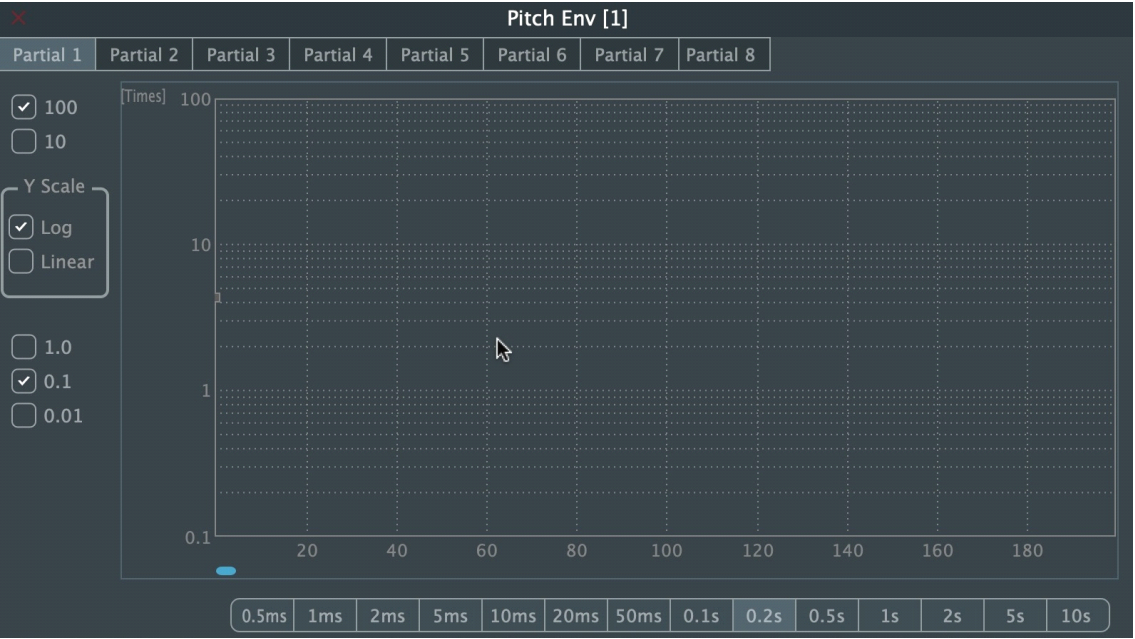 Pitch Env [1]
Partial 1 Partial 2 Partial 3 Partial 4 Partial 5 Partial 6 Partial 7 Partial 8
100
10
Y Scale
Log
Linear
1.0
0.1
0.01
[Times]
100
10
1
0.1
20 40 60 80 100 120 140 160 180
0.5ms 1ms 2ms 5ms 10ms 20ms 50ms 0.1s 0.2s 0.5s 1s 2s 5s 10s